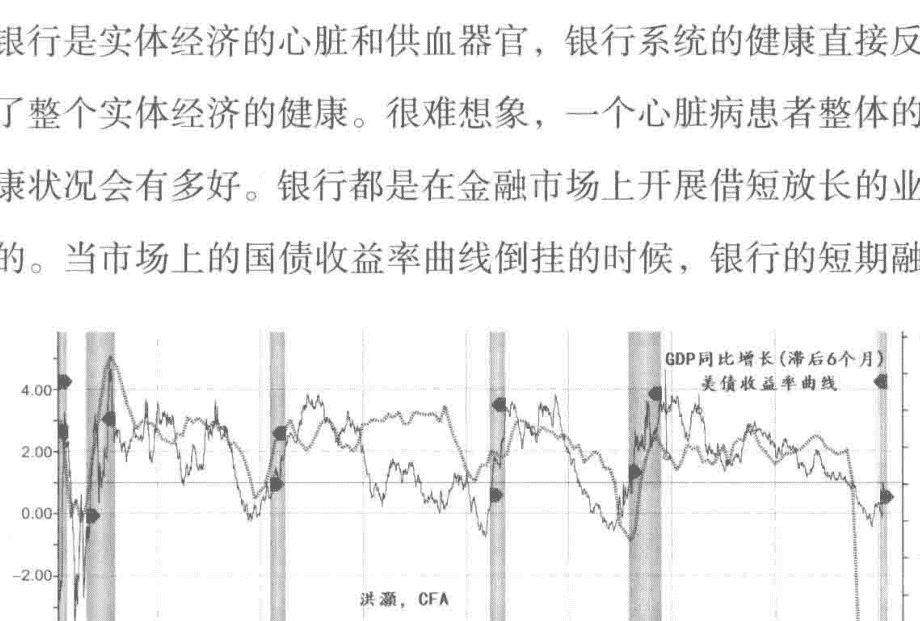 银行是实体经济的心脏和供血器官，银行系统的健康直接反
了整个实体经济的健康。很难想象，一个心脏病患者整体的
康状况会有多好。银行都是在金融市场上开展借短放长的业
的。当市场上的国债收益率曲线倒挂的时候，银行的短期融
GDP同比增长(滞后6个月)
美债收益率曲线
4.00
2.00
0.00
-2.00
洪灏，CFA